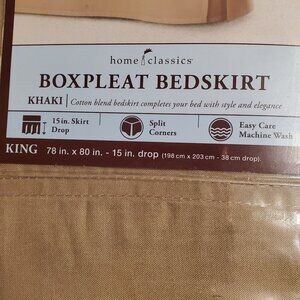 home classics
BOXPLEAT BEDSKIRT
KHAKI | Cotton blend bedskirt completes your bed with style and elegance
15 in. Skirt Drop
Split Corners
Easy Care Machine Wash
KING 78 in. x 80 in. - 15 in. drop (198 cm x 203 cm - 38 cm drop)